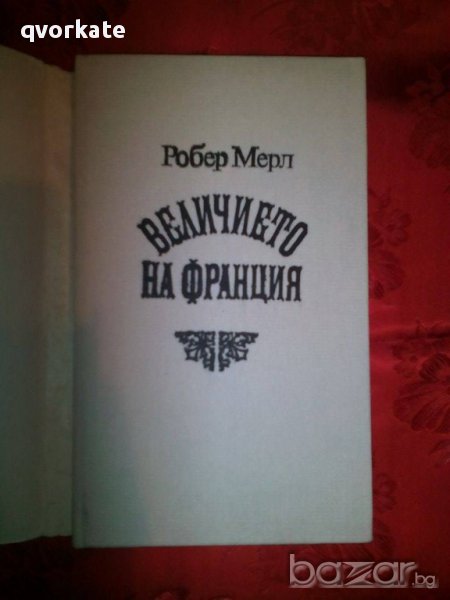 qvorkate
Робер Мерл
ВЕЛИЧИЕТО
НА ФРАНЦИЯ
bazar.bg